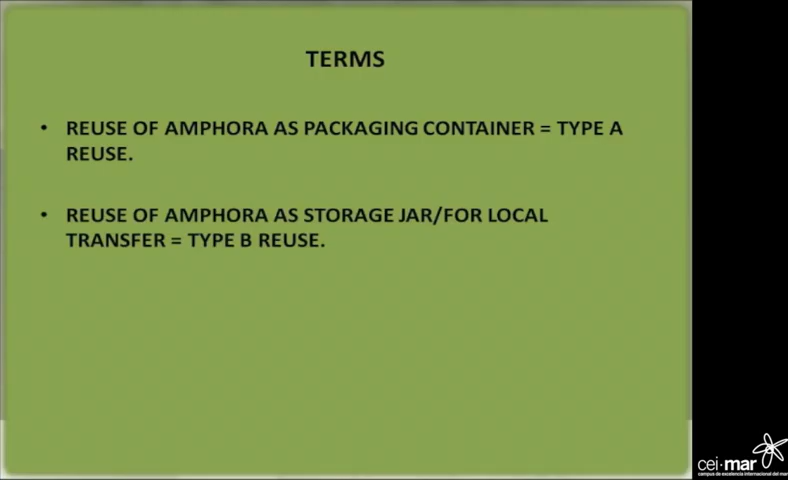 TERMS
• REUSE OF AMPHORA AS PACKAGING CONTAINER = TYPE A
REUSE.
• REUSE OF AMPHORA AS STORAGE JAR/FOR LOCAL
TRANSFER = TYPE B REUSE.
cei·mar
campus de excelencia internacional del mar